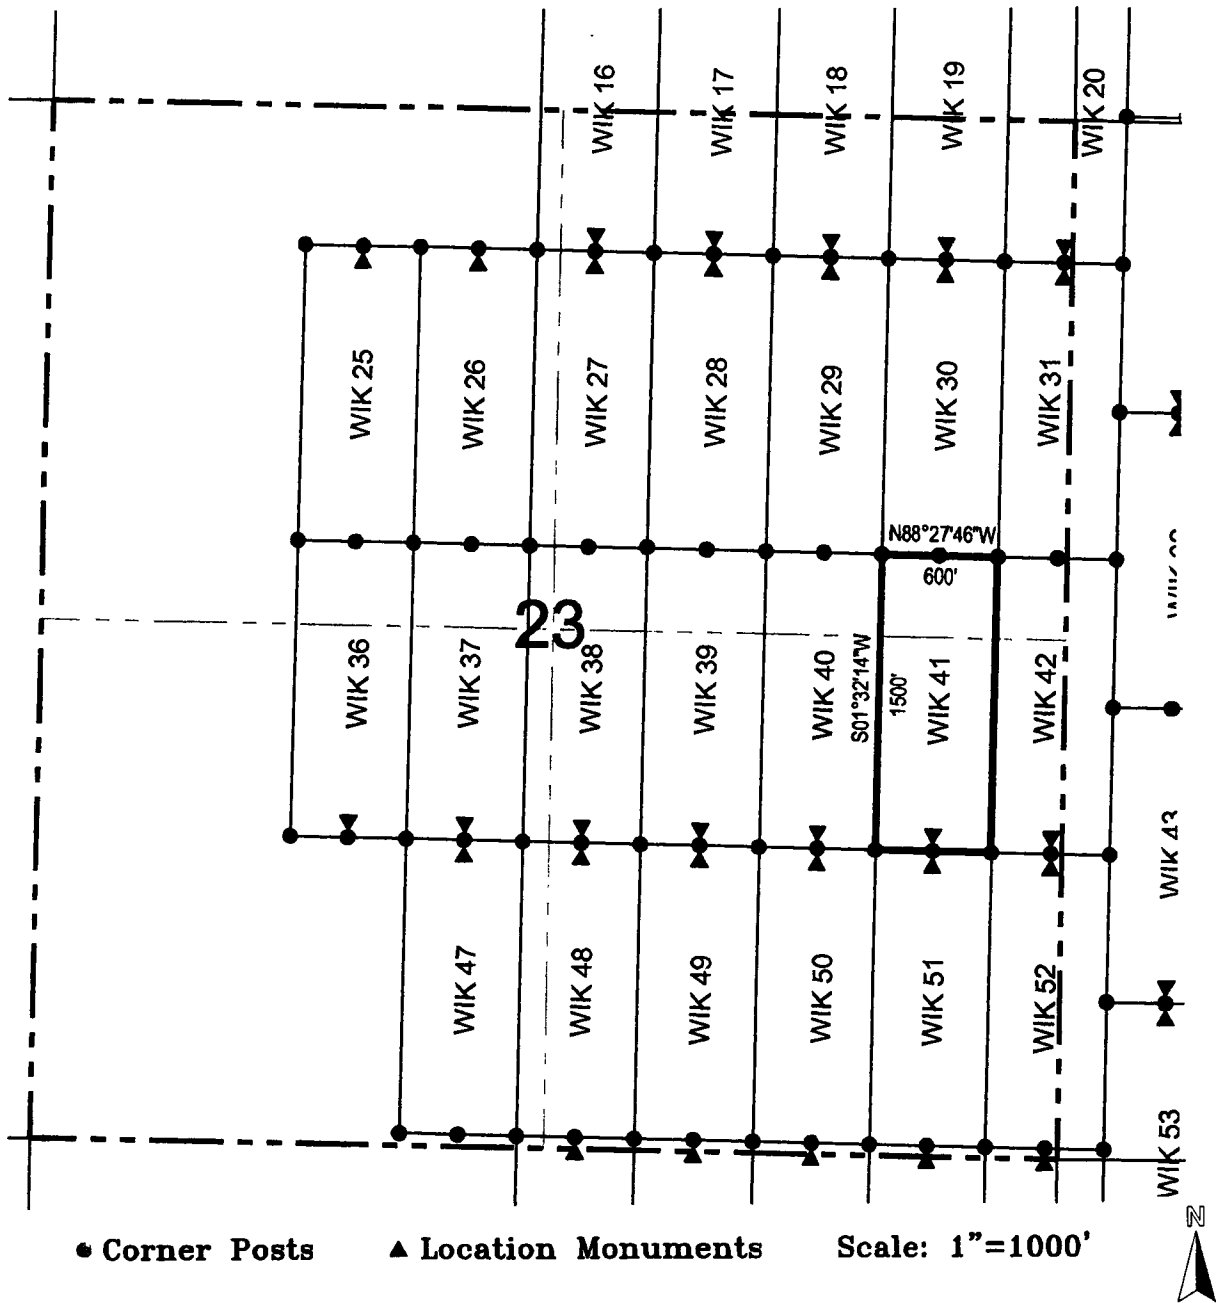 WIK 16
WIK 17
WIK 18
WIK 19
WIK 20
WIK 25
WIK 26
WIK 27
WIK 28
WIK 29
WIK 30
WIK 31
N88°27'46"W
600'
23
WIK 36
WIK 37
WIK 38
WIK 39
WIK 40
S01°32'14"W
1500'
WIK 41
WIK 42
WIK 43
WIK 47
WIK 48
WIK 49
WIK 50
WIK 51
WIK 52
WIK 53
N
Corner Posts
Location Monuments
Scale: 1"=1000'